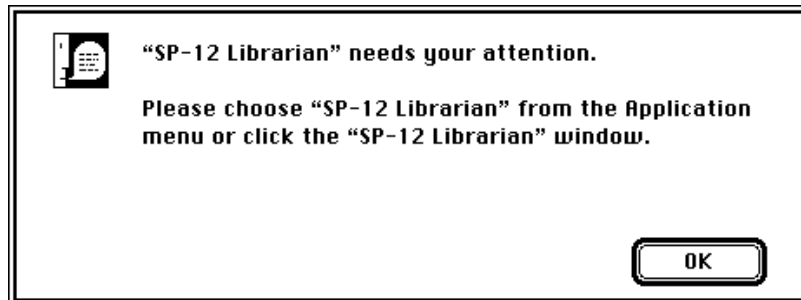 “SP-12 Librarian” needs your attention.
Please choose “SP-12 Librarian” from the Application
menu or click the “SP-12 Librarian” window.
OK